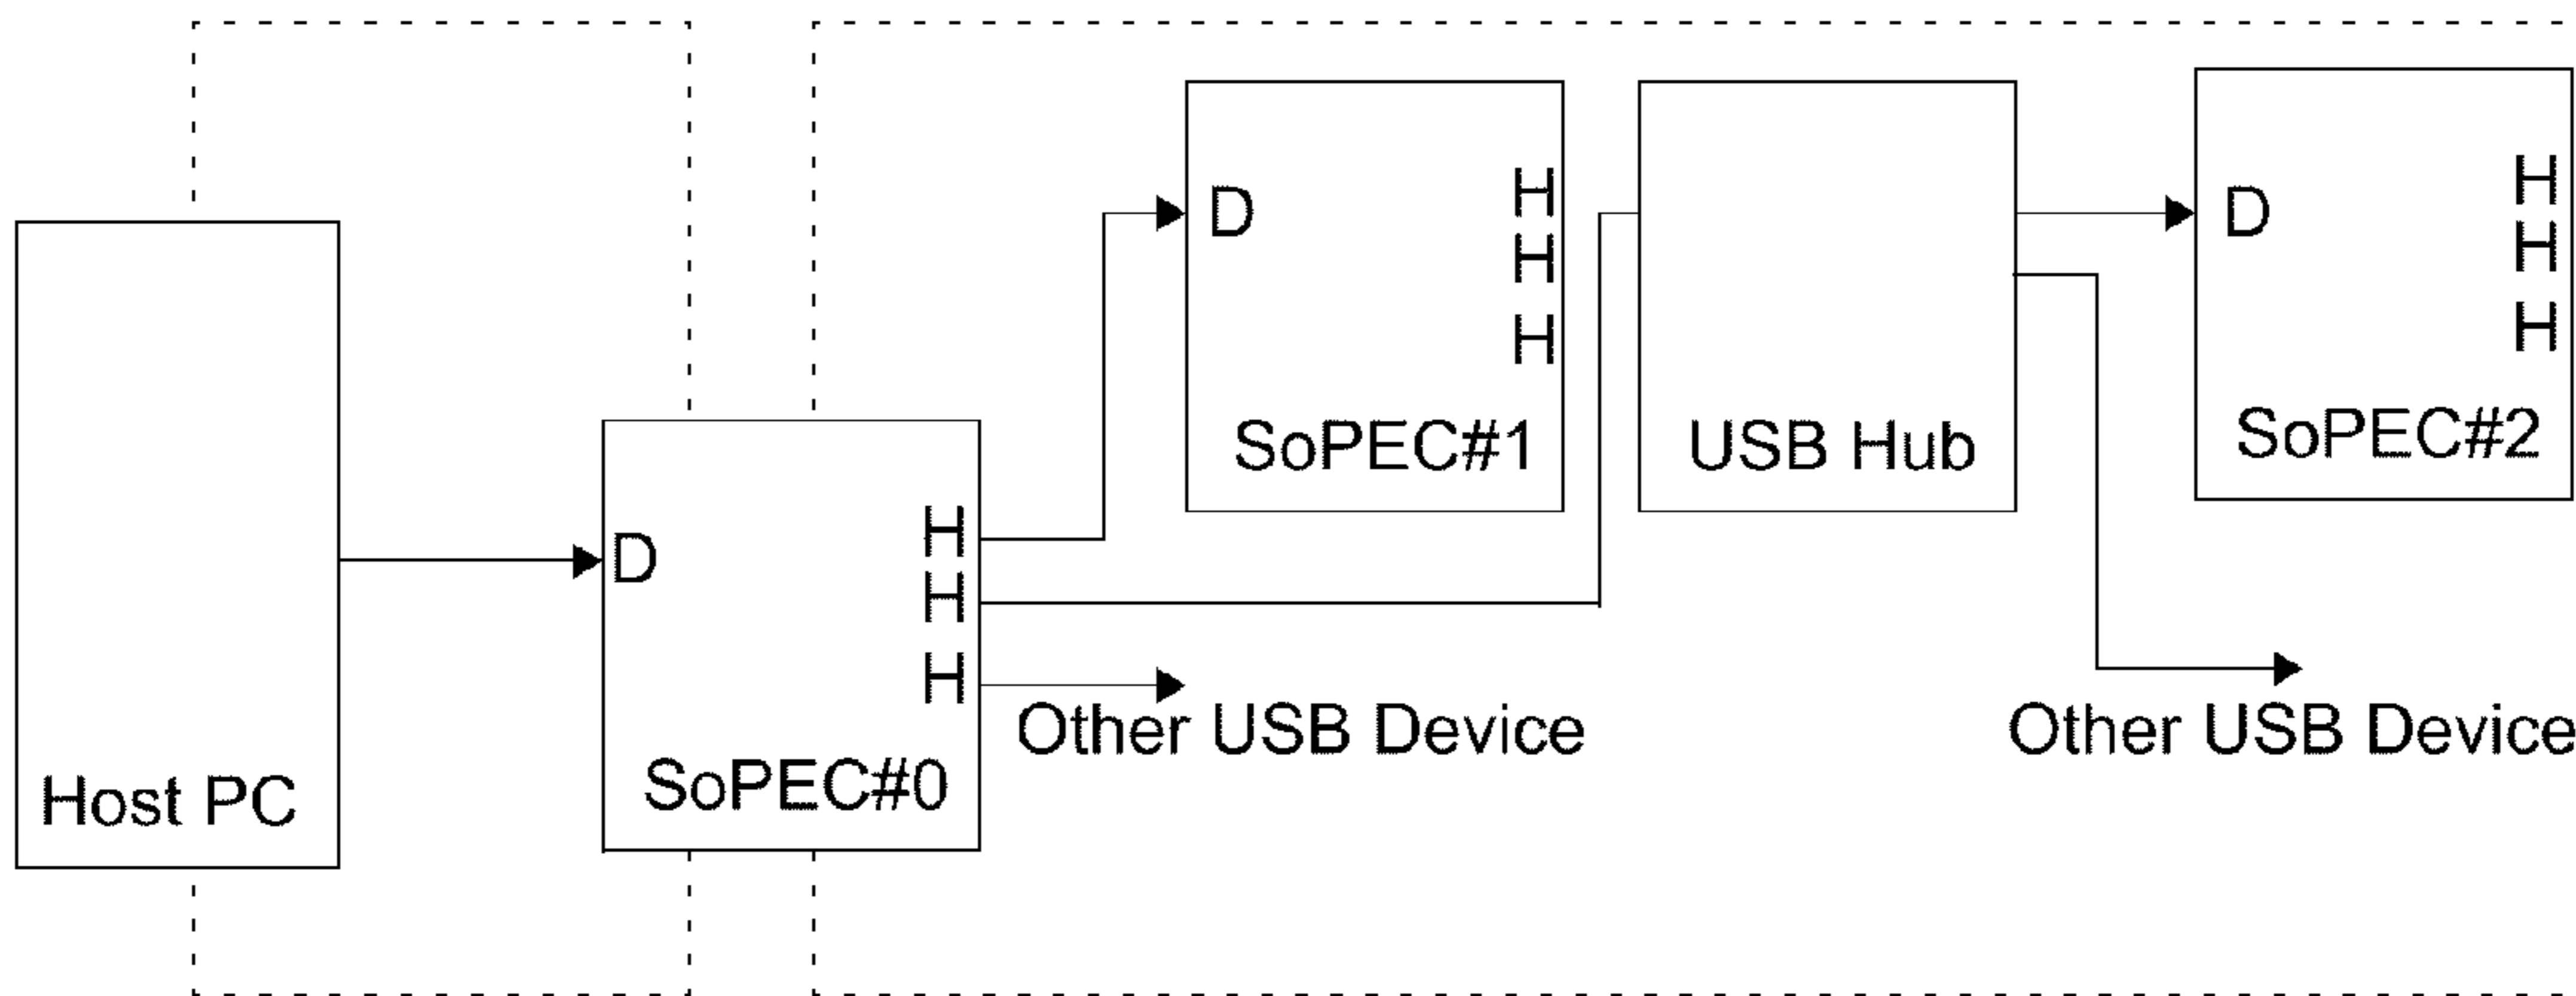 Host PC
D
H
H
H
SoPEC#0
D
H
H
H
SoPEC#1
Other USB Device
USB Hub
D
H
H
H
SoPEC#2
Other USB Device